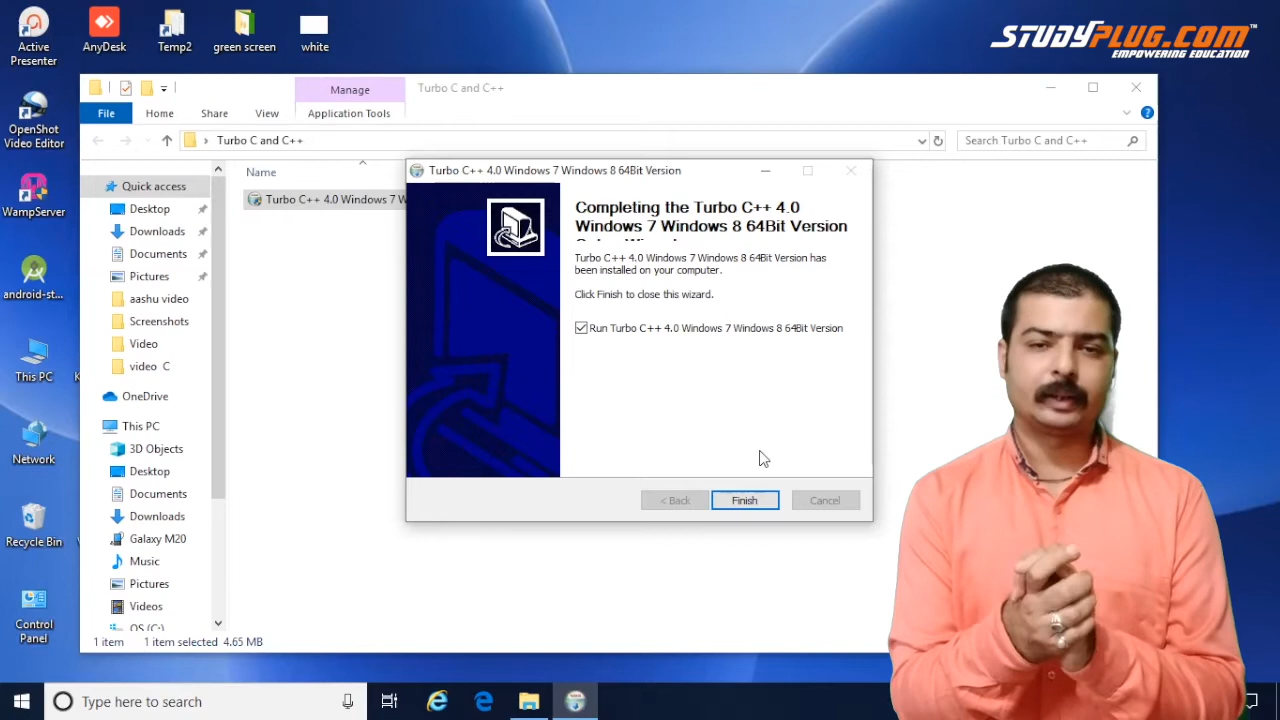 Active
Presenter
AnyDesk
Temp2
green screen
white
STUDYPLUG.COM™
EMPOWERING EDUCATION
OpenShot
Video Editor
WampServer
android-st...
This PC
Network
Recycle Bin
Control
Panel
Manage
Turbo C and C++
File
Home
Share
View
Application Tools
Turbo C and C++
Search Turbo C and C++
Name
Turbo C++ 4.0 Windows 7 W
Quick access
Desktop
Downloads
Documents
Pictures
aashu video
Screenshots
Video
video C
OneDrive
This PC
3D Objects
Desktop
Documents
Downloads
Galaxy M20
Music
Pictures
Videos
OS (C:)
1 item
1 item selected 4.65 MB
Turbo C++ 4.0 Windows 7 Windows 8 64Bit Version
Completing the Turbo C++ 4.0
Windows 7 Windows 8 64Bit Version
Turbo C++ 4.0 Windows 7 Windows 8 64Bit Version has
been installed on your computer.
Click Finish to close this wizard.
Run Turbo C++ 4.0 Windows 7 Windows 8 64Bit Version
< Back
Finish
Cancel
Type here to search